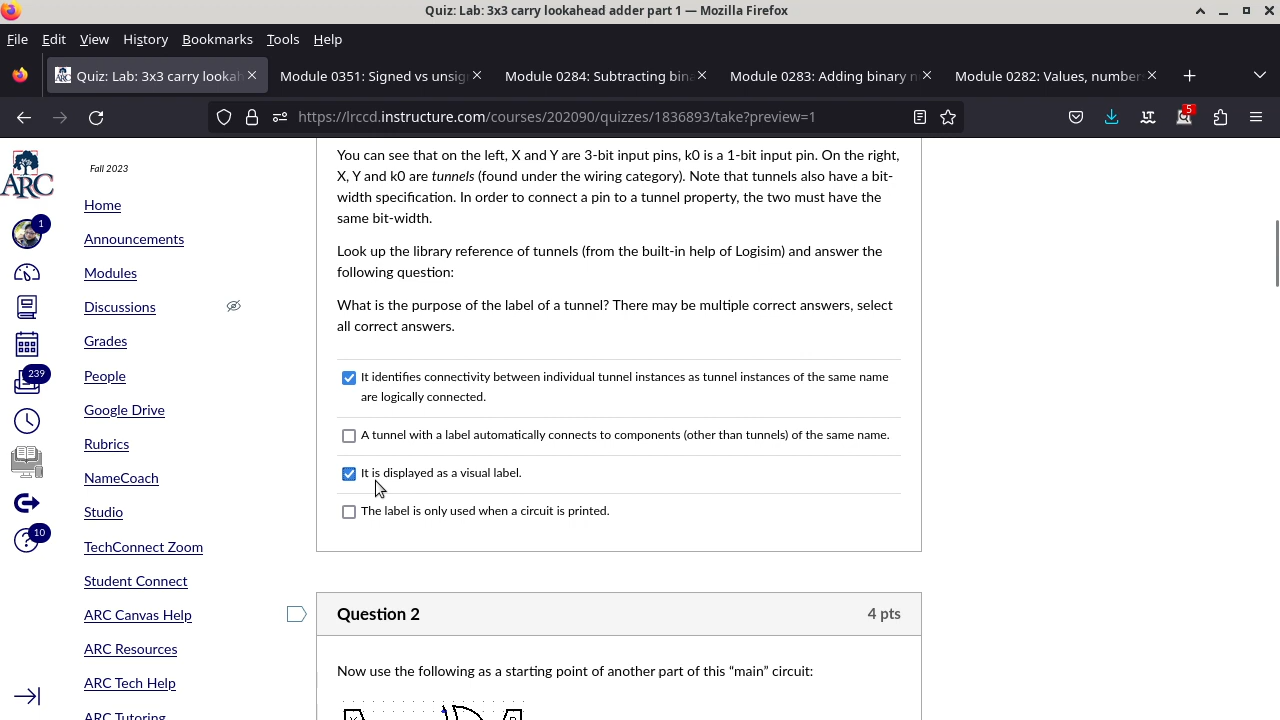 Quiz: Lab: 3x3 carry lookahead adder part 1 — Mozilla Firefox
File Edit View History Bookmarks Tools Help
Quiz: Lab: 3x3 carry lookah Module 0351: Signed vs unsig Module 0284: Subtracting bin Module 0283: Adding binary n Module 0282: Values, number
https://lrccd.instructure.com/courses/202090/quizzes/1836893/take?preview=1
5
ARC
Fall 2023
1
239
10
Home
Announcements
Modules
Discussions
Grades
People
Google Drive
Rubrics
NameCoach
Studio
TechConnect Zoom
Student Connect
ARC Canvas Help
ARC Resources
ARC Tech Help
ARC Tutoring
You can see that on the left, X and Y are 3-bit input pins, k0 is a 1-bit input pin. On the right,
X, Y and k0 are tunnels (found under the wiring category). Note that tunnels also have a bit-
width specification. In order to connect a pin to a tunnel property, the two must have the
same bit-width.
Look up the library reference of tunnels (from the built-in help of Logisim) and answer the
following question:
What is the purpose of the label of a tunnel? There may be multiple correct answers, select
all correct answers.
It identifies connectivity between individual tunnel instances as tunnel instances of the same name
are logically connected.
A tunnel with a label automatically connects to components (other than tunnels) of the same name.
It is displayed as a visual label.
The label is only used when a circuit is printed.
Question 2 4 pts
Now use the following as a starting point of another part of this “main” circuit: